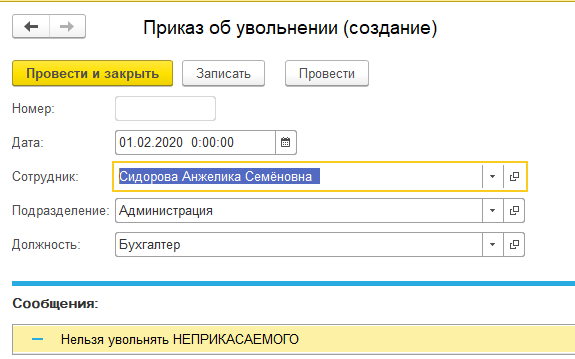 Приказ об увольнении (создание)
Провести и закрыть Записать Провести
Номер:
Дата: 01.02.2020 0:00:00
Сотрудник: Сидорова Анжелика Семёновна
Подразделение: Администрация
Должность: Бухгалтер
Сообщения:
Нельзя увольнять НЕПРИКАСАЕМОГО